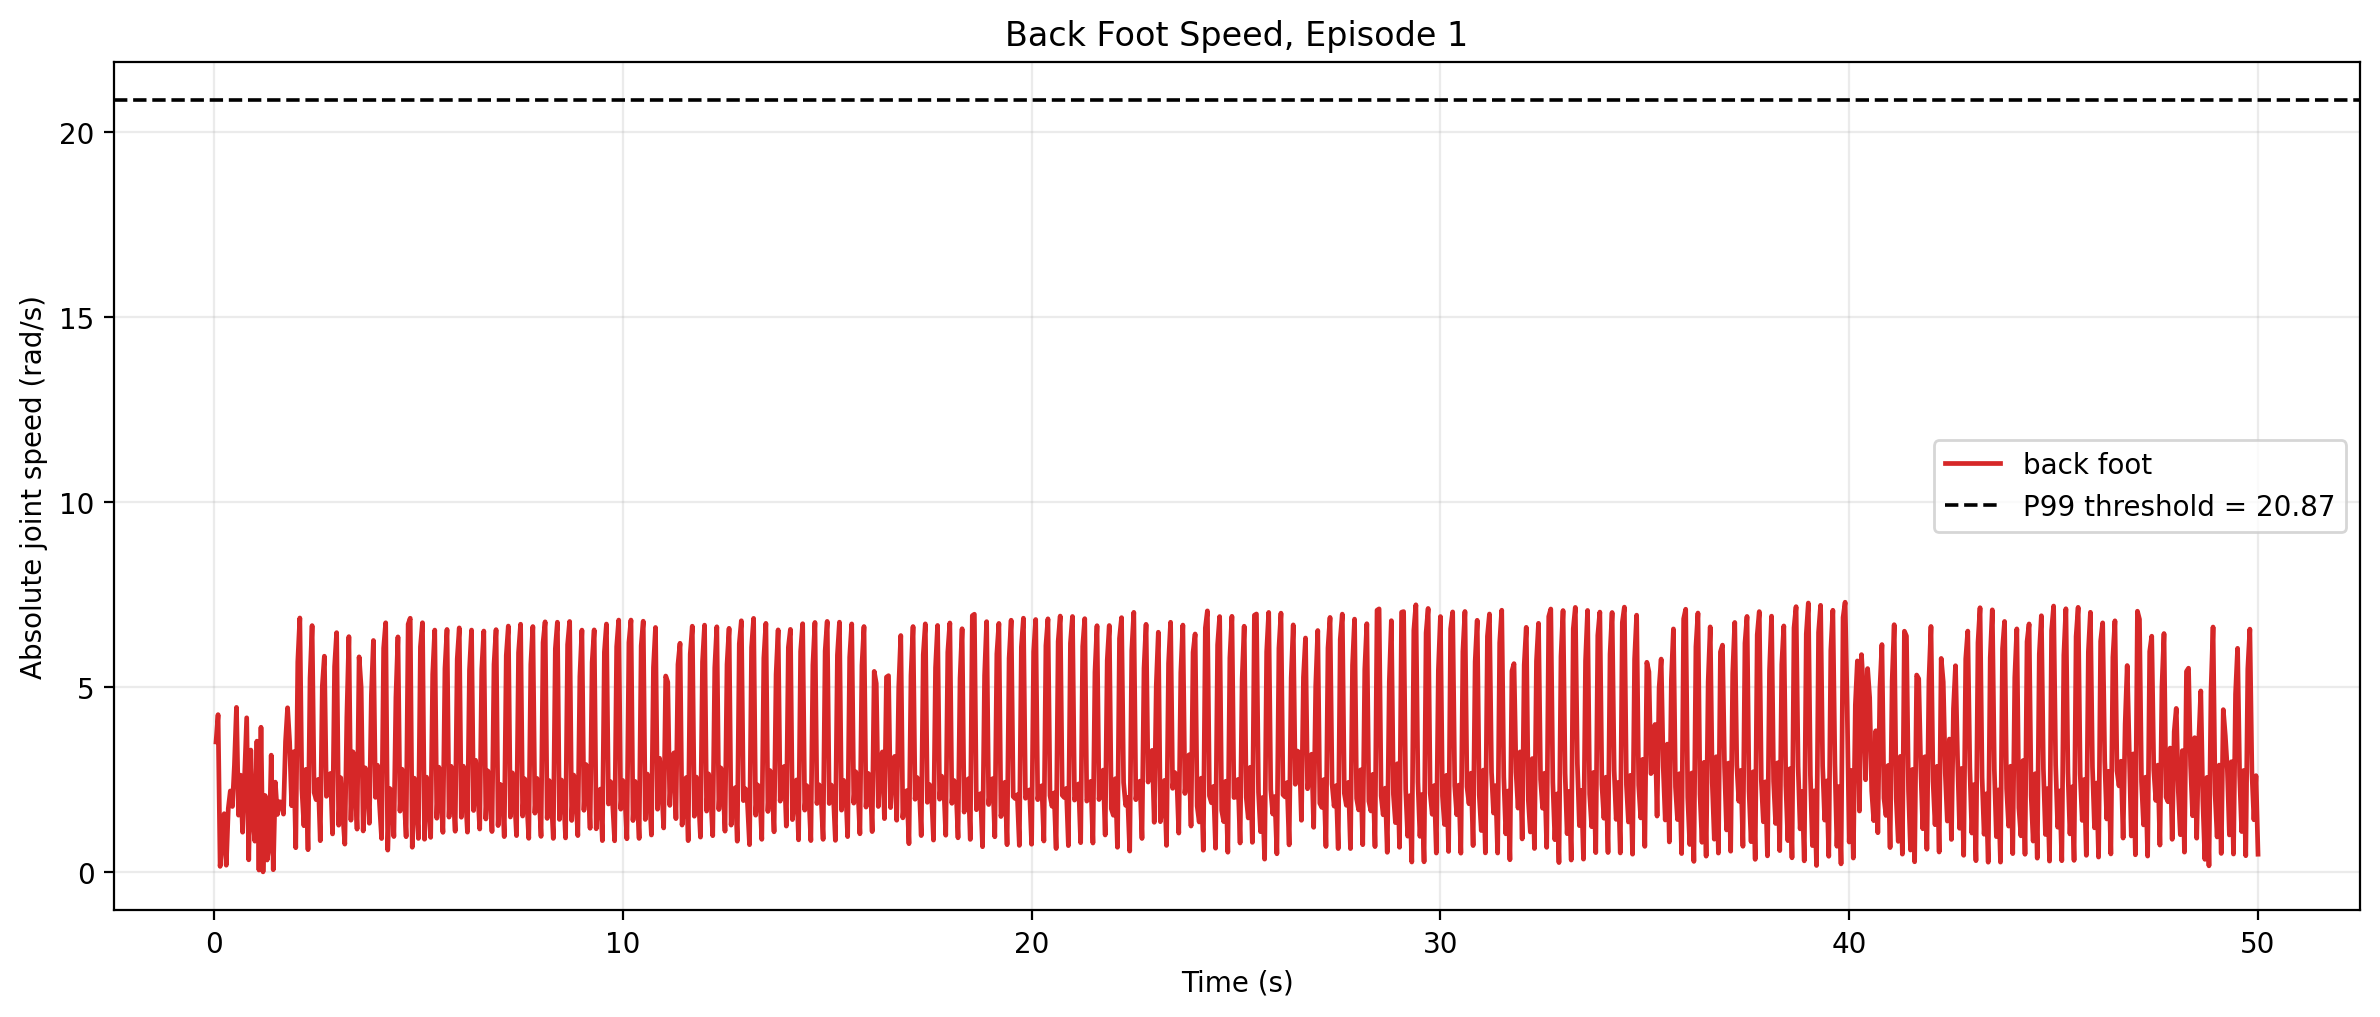 Back Foot Speed, Episode 1
Absolute joint speed (rad/s)
20
15
10
5
0
back foot
P99 threshold = 20.87
0
10
20
30
40
50
Time (s)